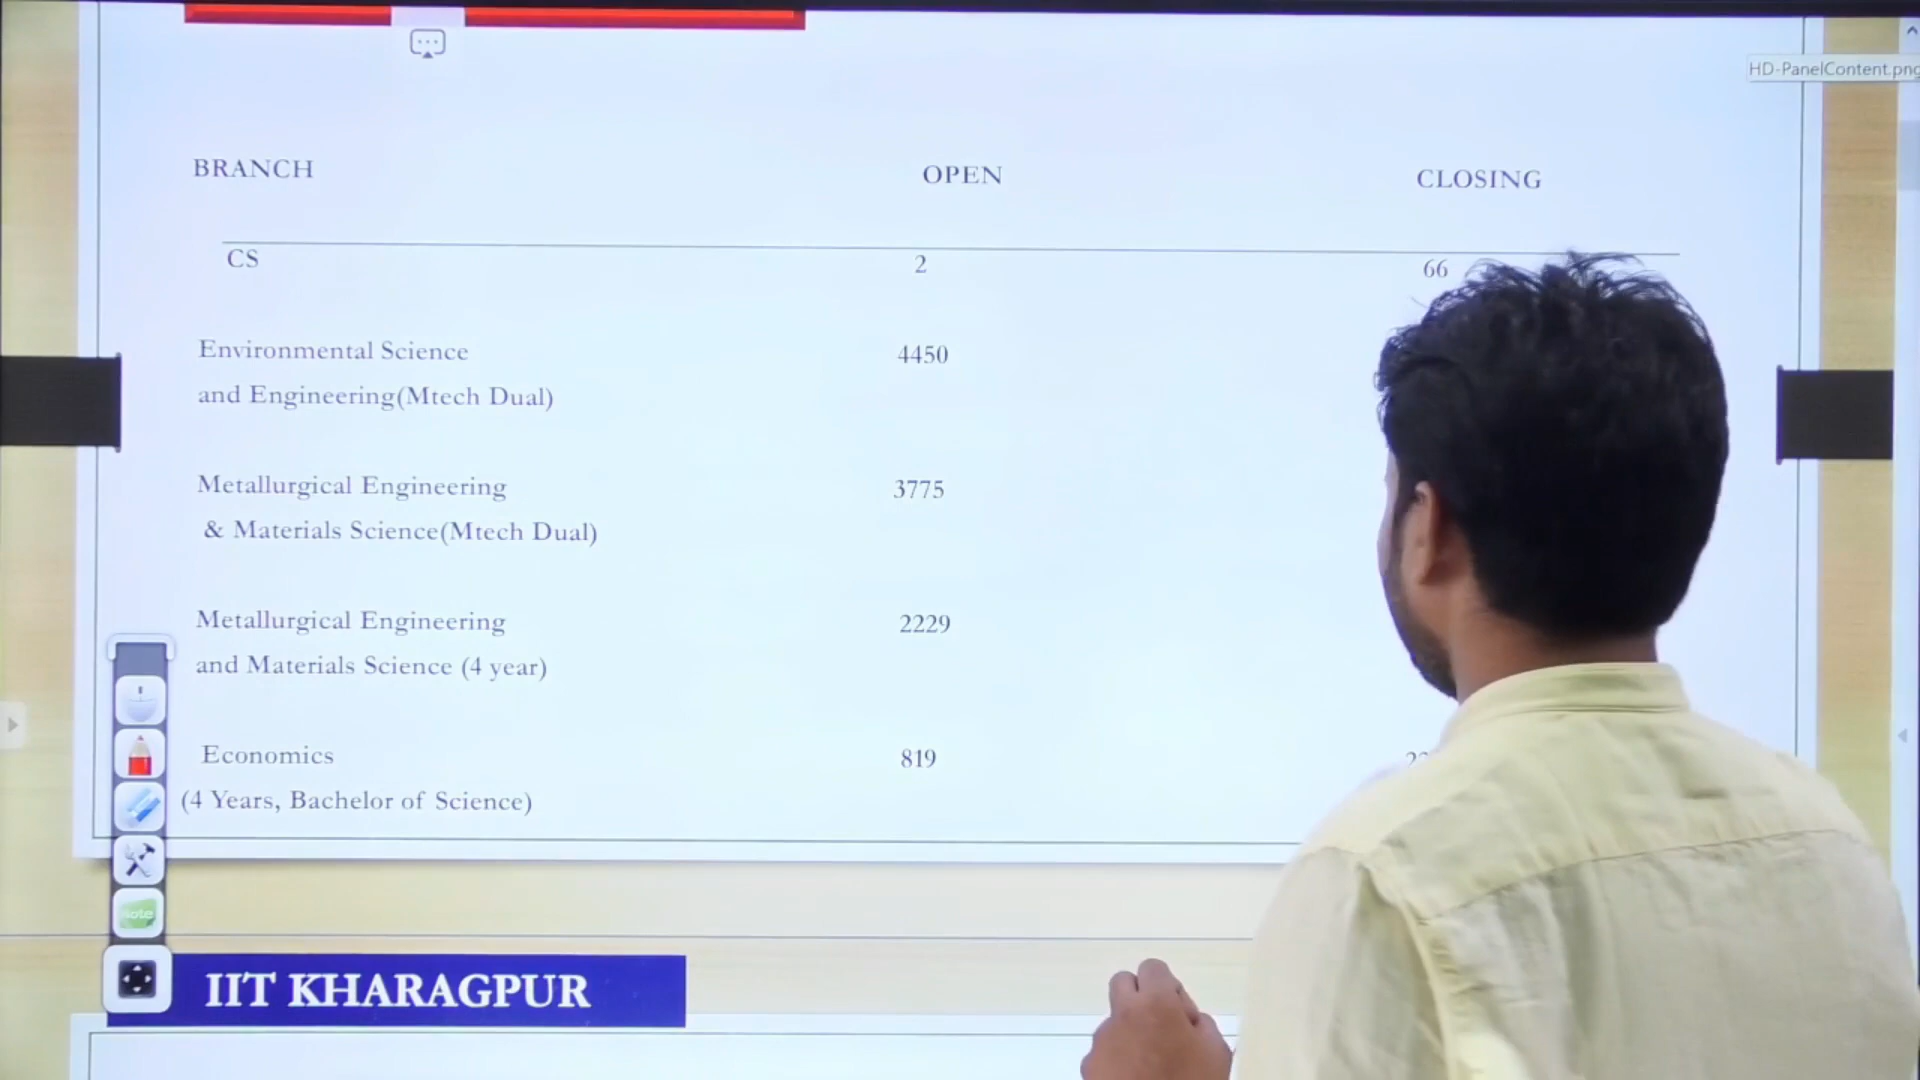 HD-PanelContent.png
BRANCH OPEN CLOSING
CS 2 66
Environmental Science 4450
and Engineering(Mtech Dual)
Metallurgical Engineering 3775
& Materials Science(Mtech Dual)
Metallurgical Engineering 2229
and Materials Science (4 year)
Economics 819
(4 Years, Bachelor of Science)
Note
IIT KHARAGPUR